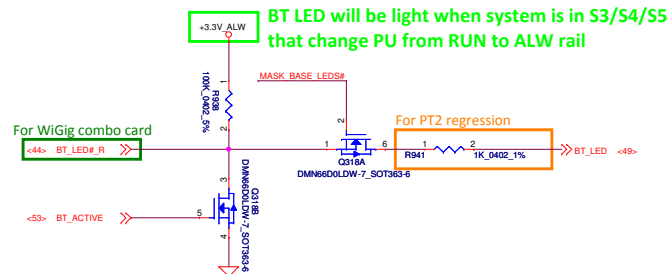 BT LED will be light when system is in S3/S4/S5
that change PU from RUN to ALW rail
+3.3V_ALW
1
100K_0402_5%
R938
2
MASK_BASE_LEDS#
2
For WiGig combo card
<44> BT_LED#_R
1
6
Q318A
DMN66D0LDW-7_SOT363-6
For PT2 regression
1
2
R941
1K_0402_1%
BT_LED <49>
3
Q318B
DMN66D0LDW-7_SOT363-6
<53> BT_ACTIVE
5
4